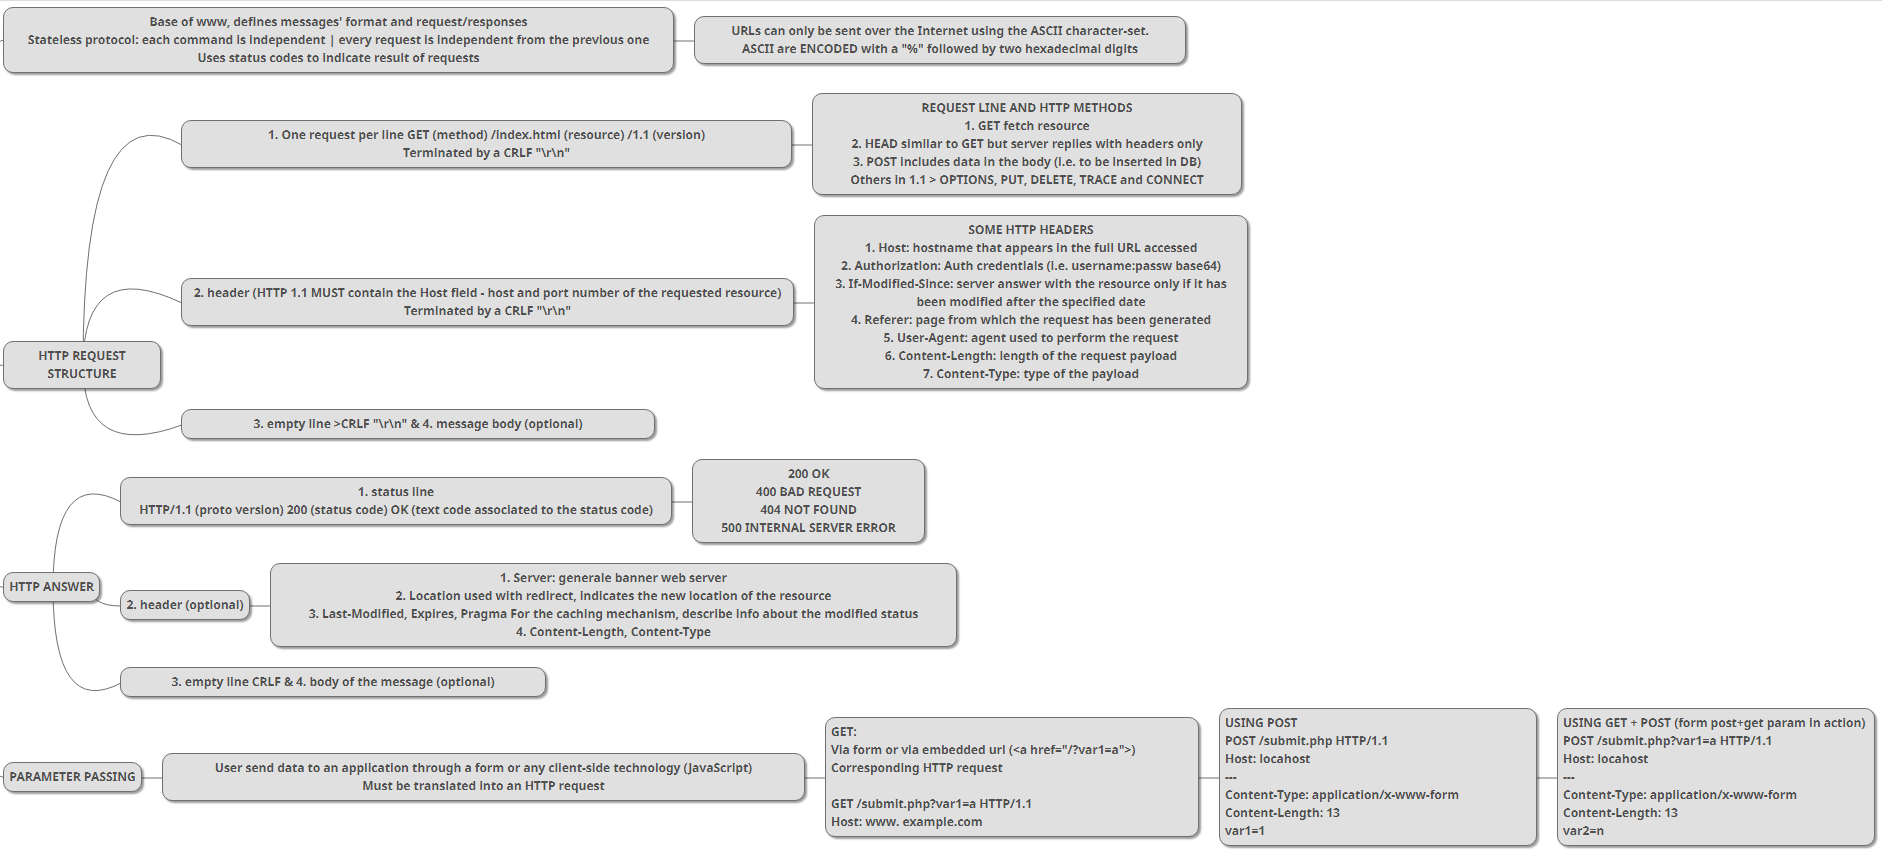 Base of www, defines messages' format and request/responses
Stateless protocol: each command is independent | every request is independent from the previous one
Uses status codes to indicate result of requests
URLs can only be sent over the Internet using the ASCII character-set.
ASCII are ENCODED with a "%" followed by two hexadecimal digits
HTTP REQUEST
STRUCTURE
1. One request per line GET (method) /index.html (resource) /1.1 (version)
Terminated by a CRLF "\r\n"
REQUEST LINE AND HTTP METHODS
1. GET fetch resource
2. HEAD similar to GET but server replies with headers only
3. POST includes data in the body (i.e. to be inserted in DB)
Others in 1.1 > OPTIONS, PUT, DELETE, TRACE and CONNECT
2. header (HTTP 1.1 MUST contain the Host field - host and port number of the requested resource)
Terminated by a CRLF "\r\n"
SOME HTTP HEADERS
1. Host: hostname that appears in the full URL accessed
2. Authorization: Auth credentials (i.e. username:passw base64)
3. If-Modified-Since: server answer with the resource only if it has
been modified after the specified date
4. Referer: page from which the request has been generated
5. User-Agent: agent used to perform the request
6. Content-Length: length of the request payload
7. Content-Type: type of the payload
3. empty line >CRLF "\r\n" & 4. message body (optional)
HTTP ANSWER
1. status line
HTTP/1.1 (proto version) 200 (status code) OK (text code associated to the status code)
200 OK
400 BAD REQUEST
404 NOT FOUND
500 INTERNAL SERVER ERROR
2. header (optional)
1. Server: generale banner web server
2. Location used with redirect, indicates the new location of the resource
3. Last-Modified, Expires, Pragma For the caching mechanism, describe info about the modified status
4. Content-Length, Content-Type
3. empty line CRLF & 4. body of the message (optional)
PARAMETER PASSING
User send data to an application through a form or any client-side technology (JavaScript)
Must be translated into an HTTP request
GET:
Via form or via embedded url (<a href="/?var1=a">)
Corresponding HTTP request
GET /submit.php?var1=a HTTP/1.1
Host: www. example.com
USING POST
POST /submit.php HTTP/1.1
Host: locahost
---
Content-Type: application/x-www-form
Content-Length: 13
var1=1
USING GET + POST (form post+get param in action)
POST /submit.php?var1=a HTTP/1.1
Host: locahost
---
Content-Type: application/x-www-form
Content-Length: 13
var2=n